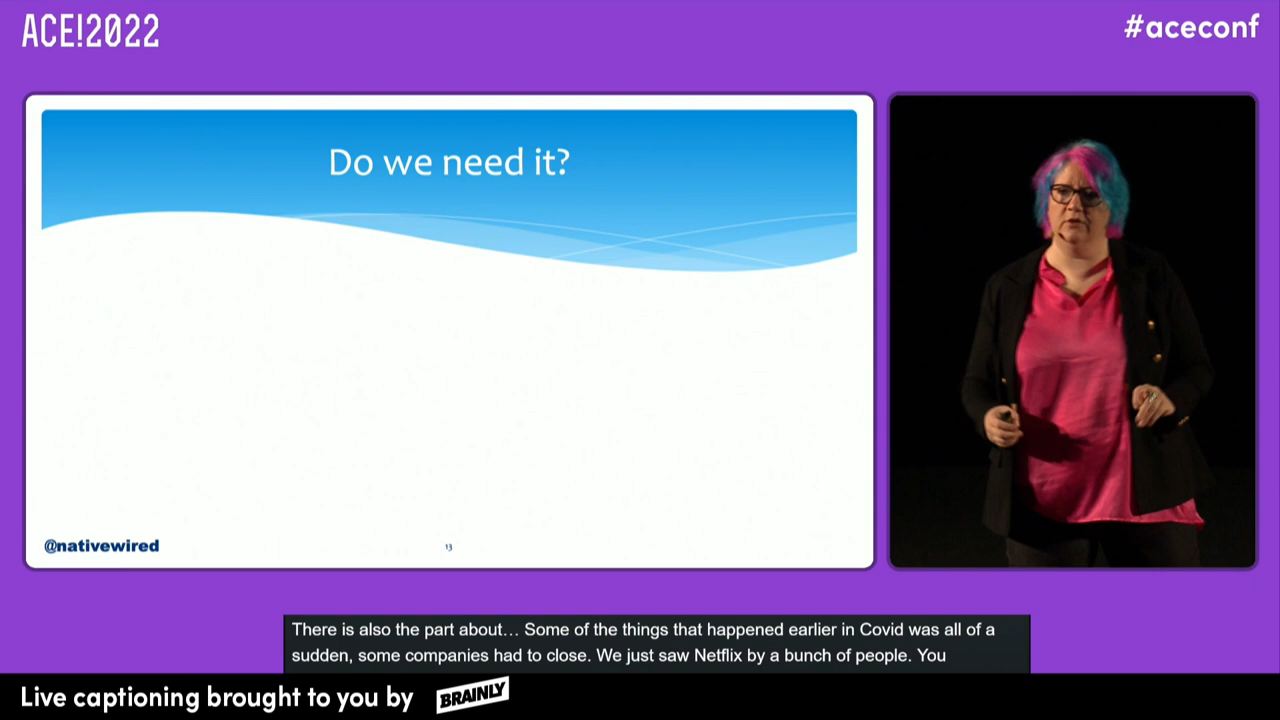 ACE!2022
#aceconf
Do we need it?
@nativewired
13
There is also the part about… Some of the things that happened earlier in Covid was all of a
sudden, some companies had to close. We just saw Netflix by a bunch of people. You
Live captioning brought to you by BRAINLY